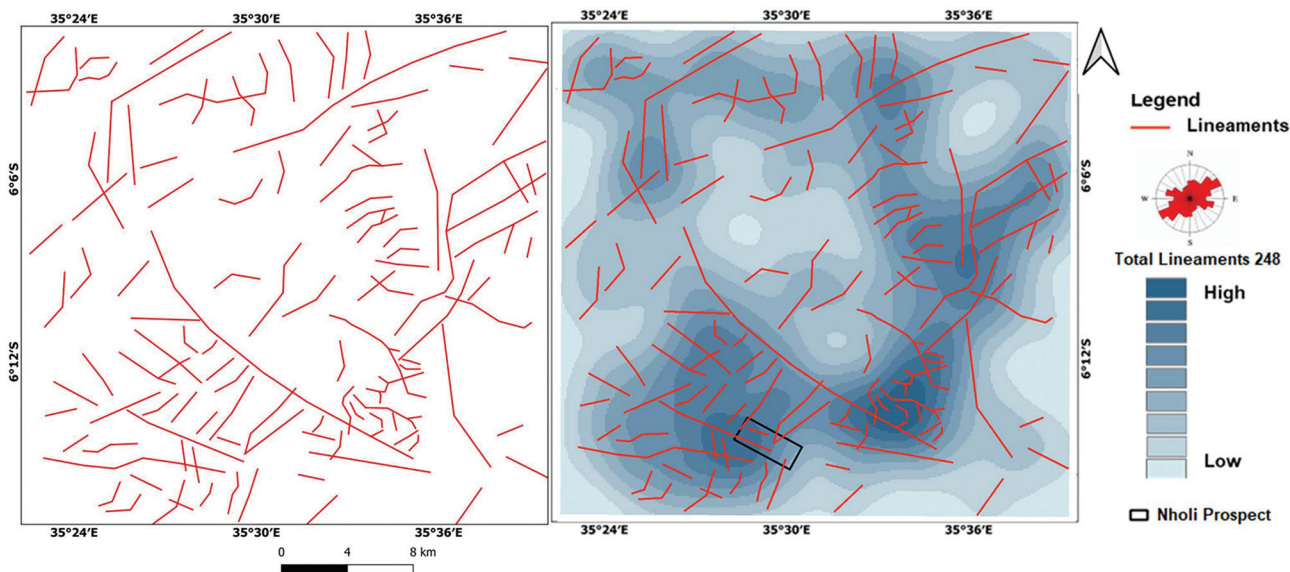 35°24′E 35°30′E 35°36′E 35°24′E 35°30′E 35°36′E
6°6′S
6°12′S
6°6′S
6°12′S
35°24′E 35°30′E 35°36′E 35°24′E 35°30′E 35°36′E
0 4 8 km
Legend
Lineaments
N
W E
S
Total Lineaments 248
High
Low
Nholi Prospect